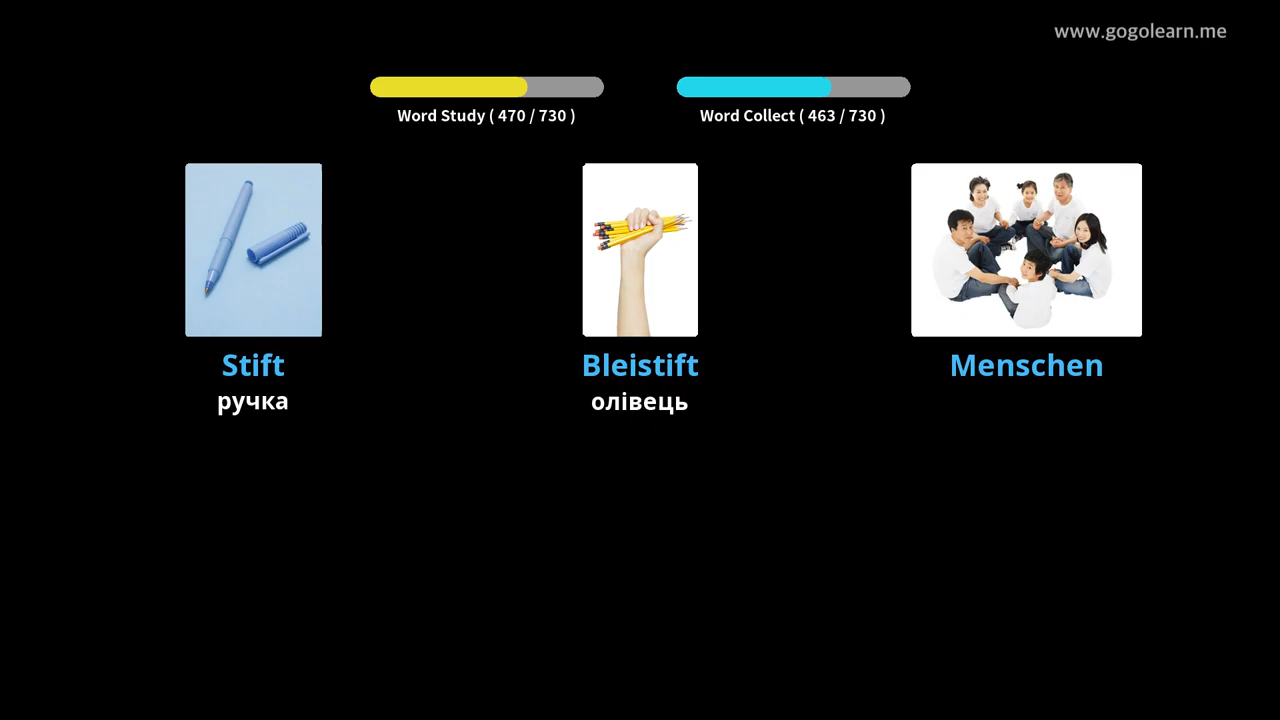 www.gogolearn.me
Word Study ( 470 / 730 )
Word Collect ( 463 / 730 )
Stift
ручка
Bleistift
олівець
Menschen